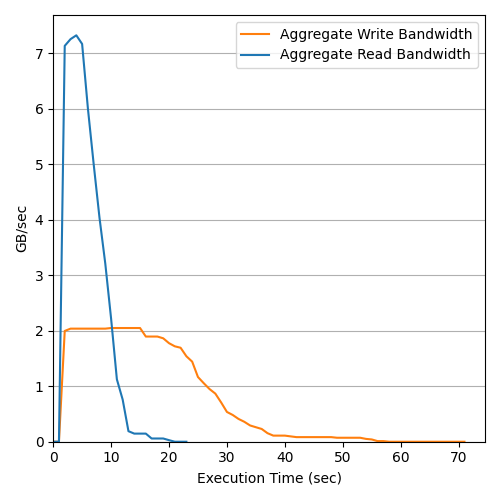 Aggregate Write Bandwidth
Aggregate Read Bandwidth
GB/sec
7
6
5
4
3
2
1
0
0 10 20 30 40 50 60 70
Execution Time (sec)